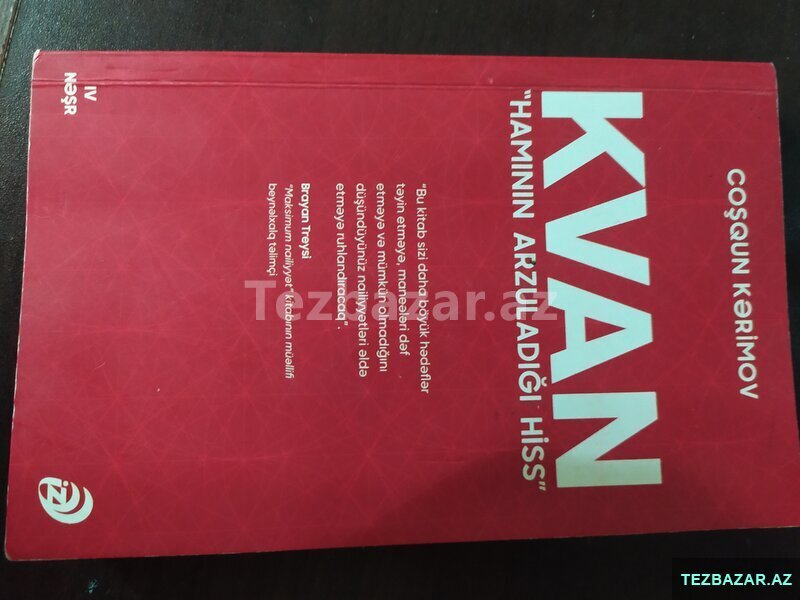 COŞQUN KƏRİMOV
KVAN
"HAMININ ARZULADIĞI HİSS"
"Bu kitab sizi daha böyük hədəflər
təyin etməyə, maneələri dəf
etməyə və mümkün olmadığını
düşündüyünüz nailiyyətləri əldə
etməyə ruhlandıracaq".
Brayan Treysi
"Maksimum nailiyyət" kitabının müəllifi
beynəlxalq təlimçi
IV
NƏŞR
Tezbazar.az
TEZBAZAR.AZ